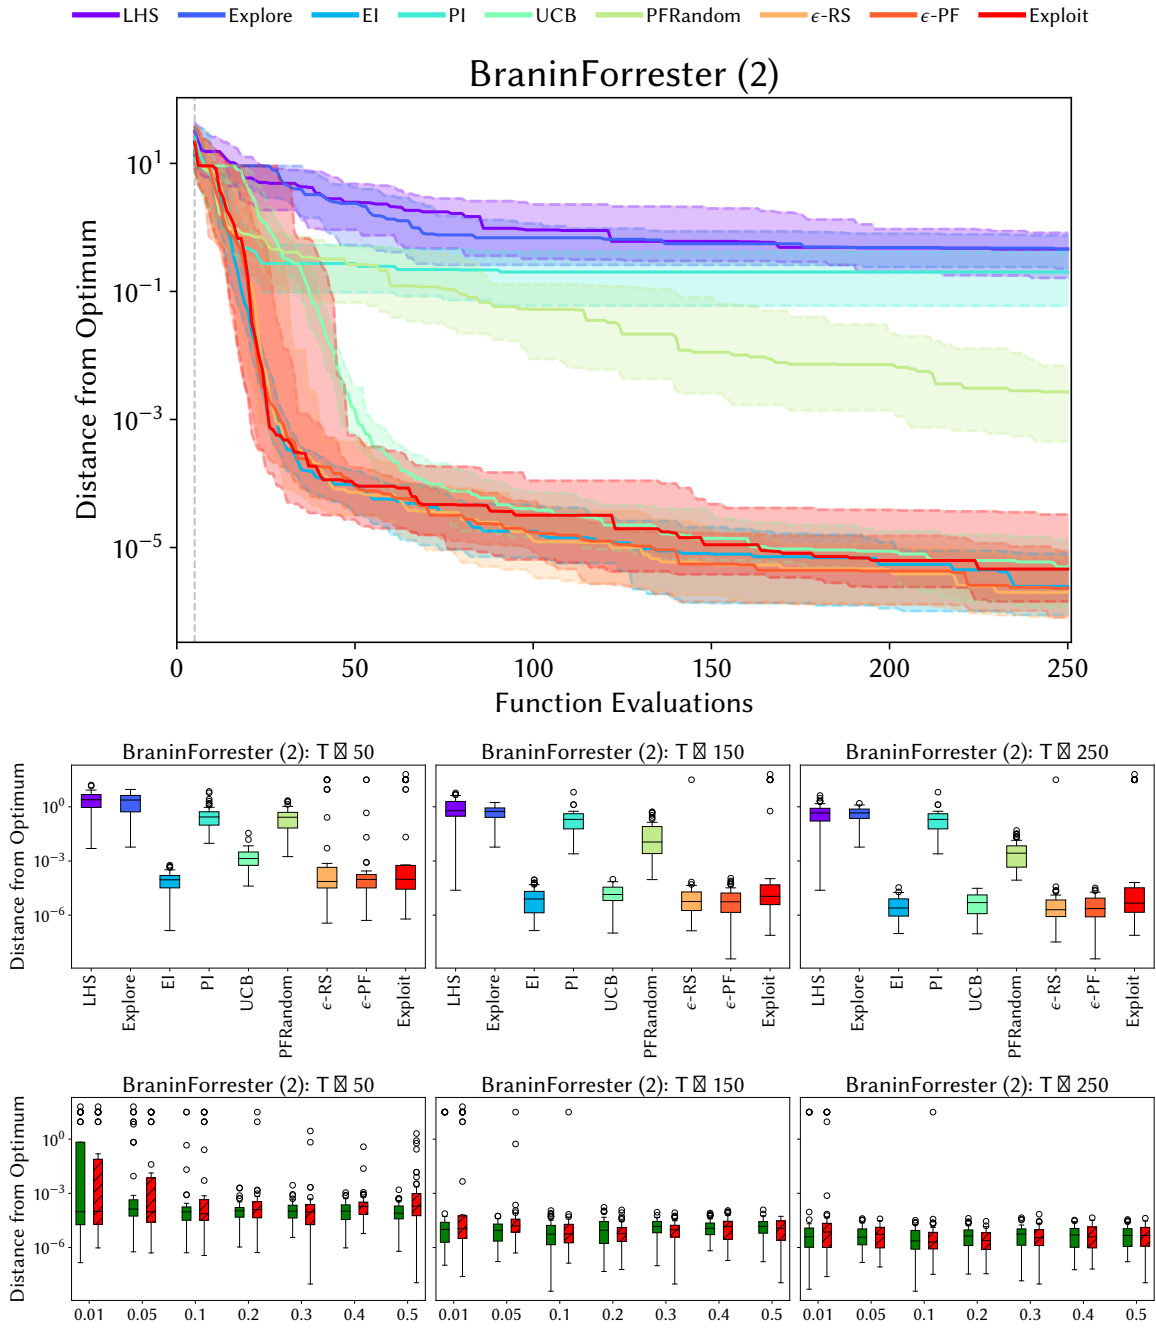 LHS Explore EI PI UCB PFRandom ϵ-RS ϵ-PF Exploit
BraninForrester (2)
Distance from Optimum
10¹
10⁻¹
10⁻³
10⁻⁵
0 50 100 150 200 250
Function Evaluations
BraninForrester (2): T 50 BraninForrester (2): T 150 BraninForrester (2): T 250
Distance from Optimum
10⁰
10⁻³
10⁻⁶
LHS Explore EI PI UCB PFRandom ϵ-RS ϵ-PF Exploit LHS Explore EI PI UCB PFRandom ϵ-RS ϵ-PF Exploit LHS Explore EI PI UCB PFRandom ϵ-RS ϵ-PF Exploit
BraninForrester (2): T 50 BraninForrester (2): T 150 BraninForrester (2): T 250
Distance from Optimum
10⁰
10⁻³
10⁻⁶
0.01 0.05 0.1 0.2 0.3 0.4 0.5 0.01 0.05 0.1 0.2 0.3 0.4 0.5 0.01 0.05 0.1 0.2 0.3 0.4 0.5